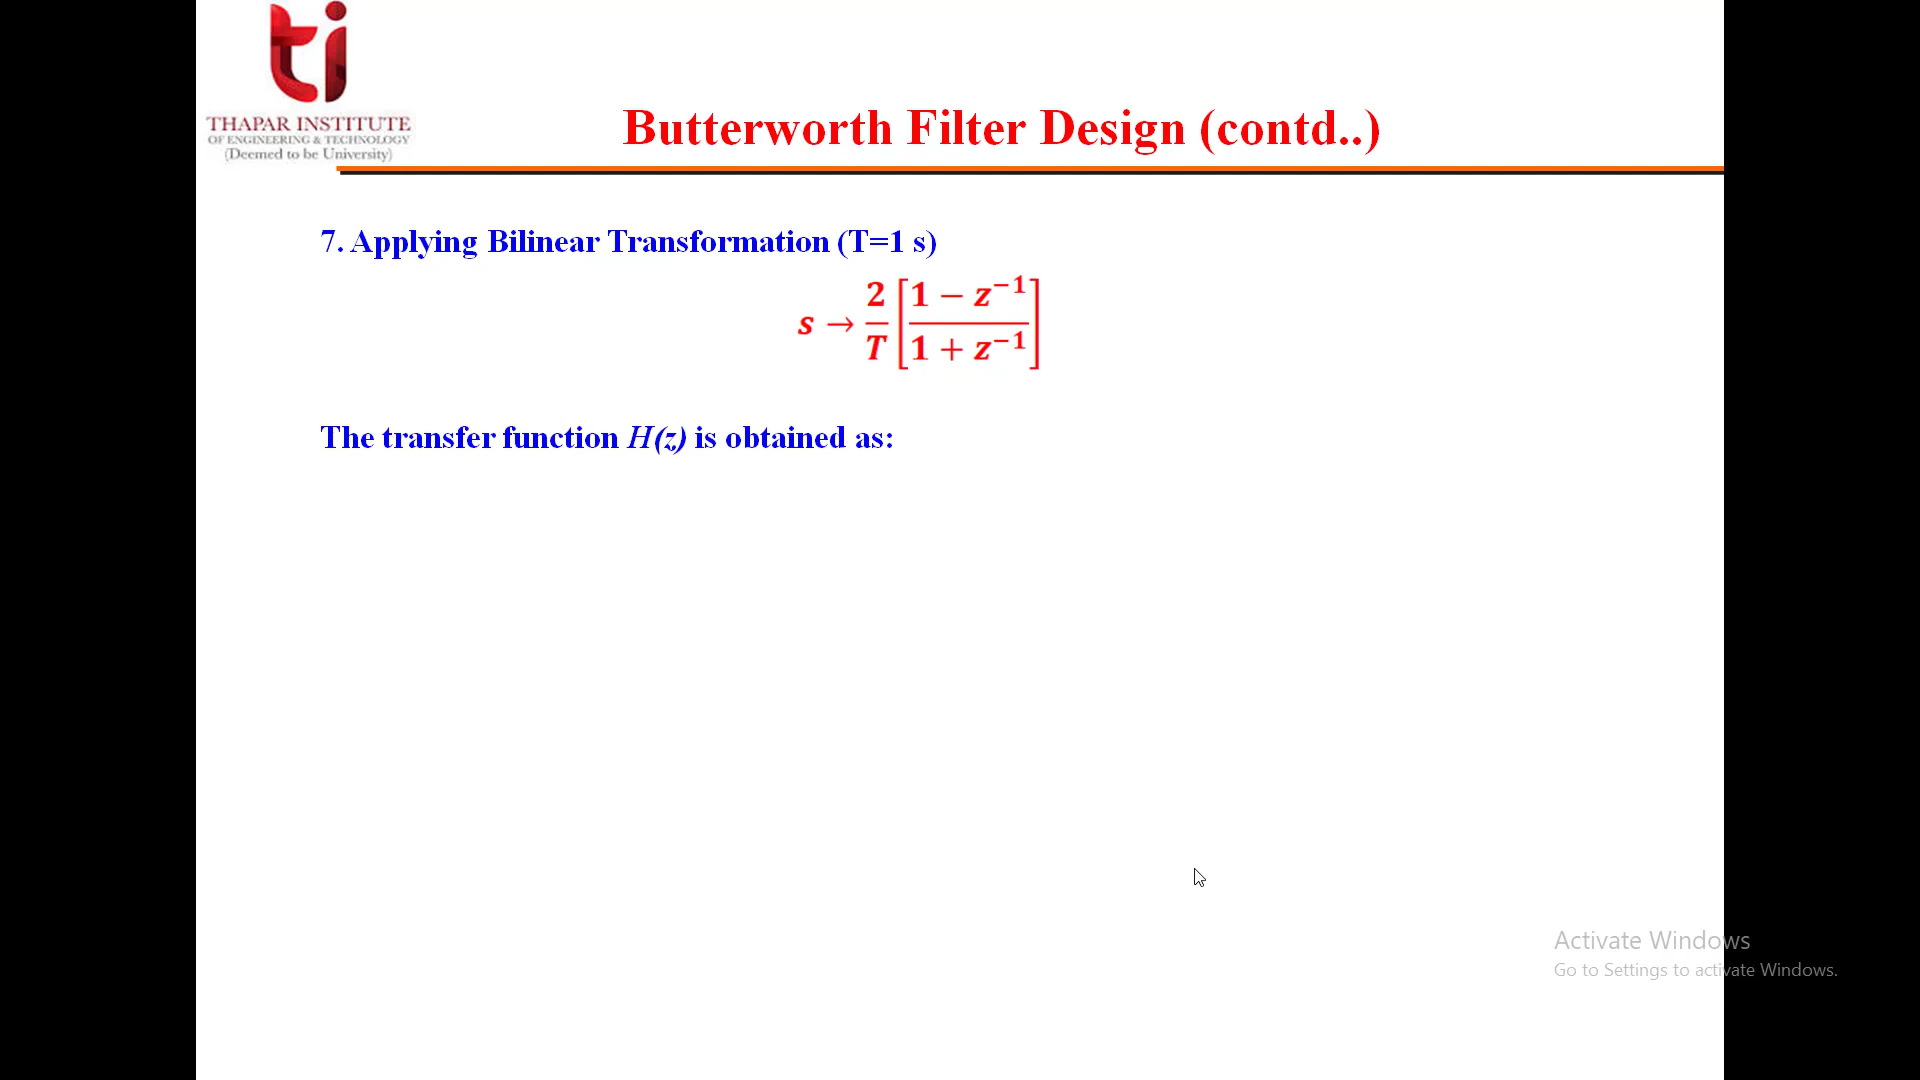 ti
THAPAR INSTITUTE
OF ENGINEERING & TECHNOLOGY
(Deemed to be University)
Butterworth Filter Design (contd..)
7. Applying Bilinear Transformation (T=1 s)
s → 2/T [1 − z⁻¹ / 1 + z⁻¹]
The transfer function H(z) is obtained as:
Activate Windows
Go to Settings to activate Windows.